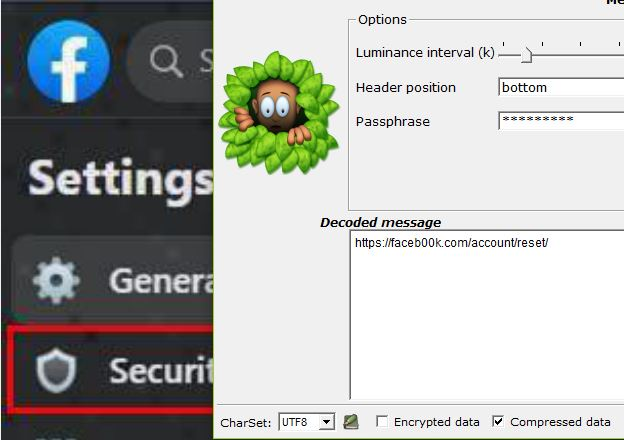 f
S
Settings
Genera
Securit
Options
Luminance interval (k)
Header position
bottom
Passphrase
*********
Decoded message
https://faceb00k.com/account/reset/
CharSet:
UTF8
Encrypted data
Compressed data